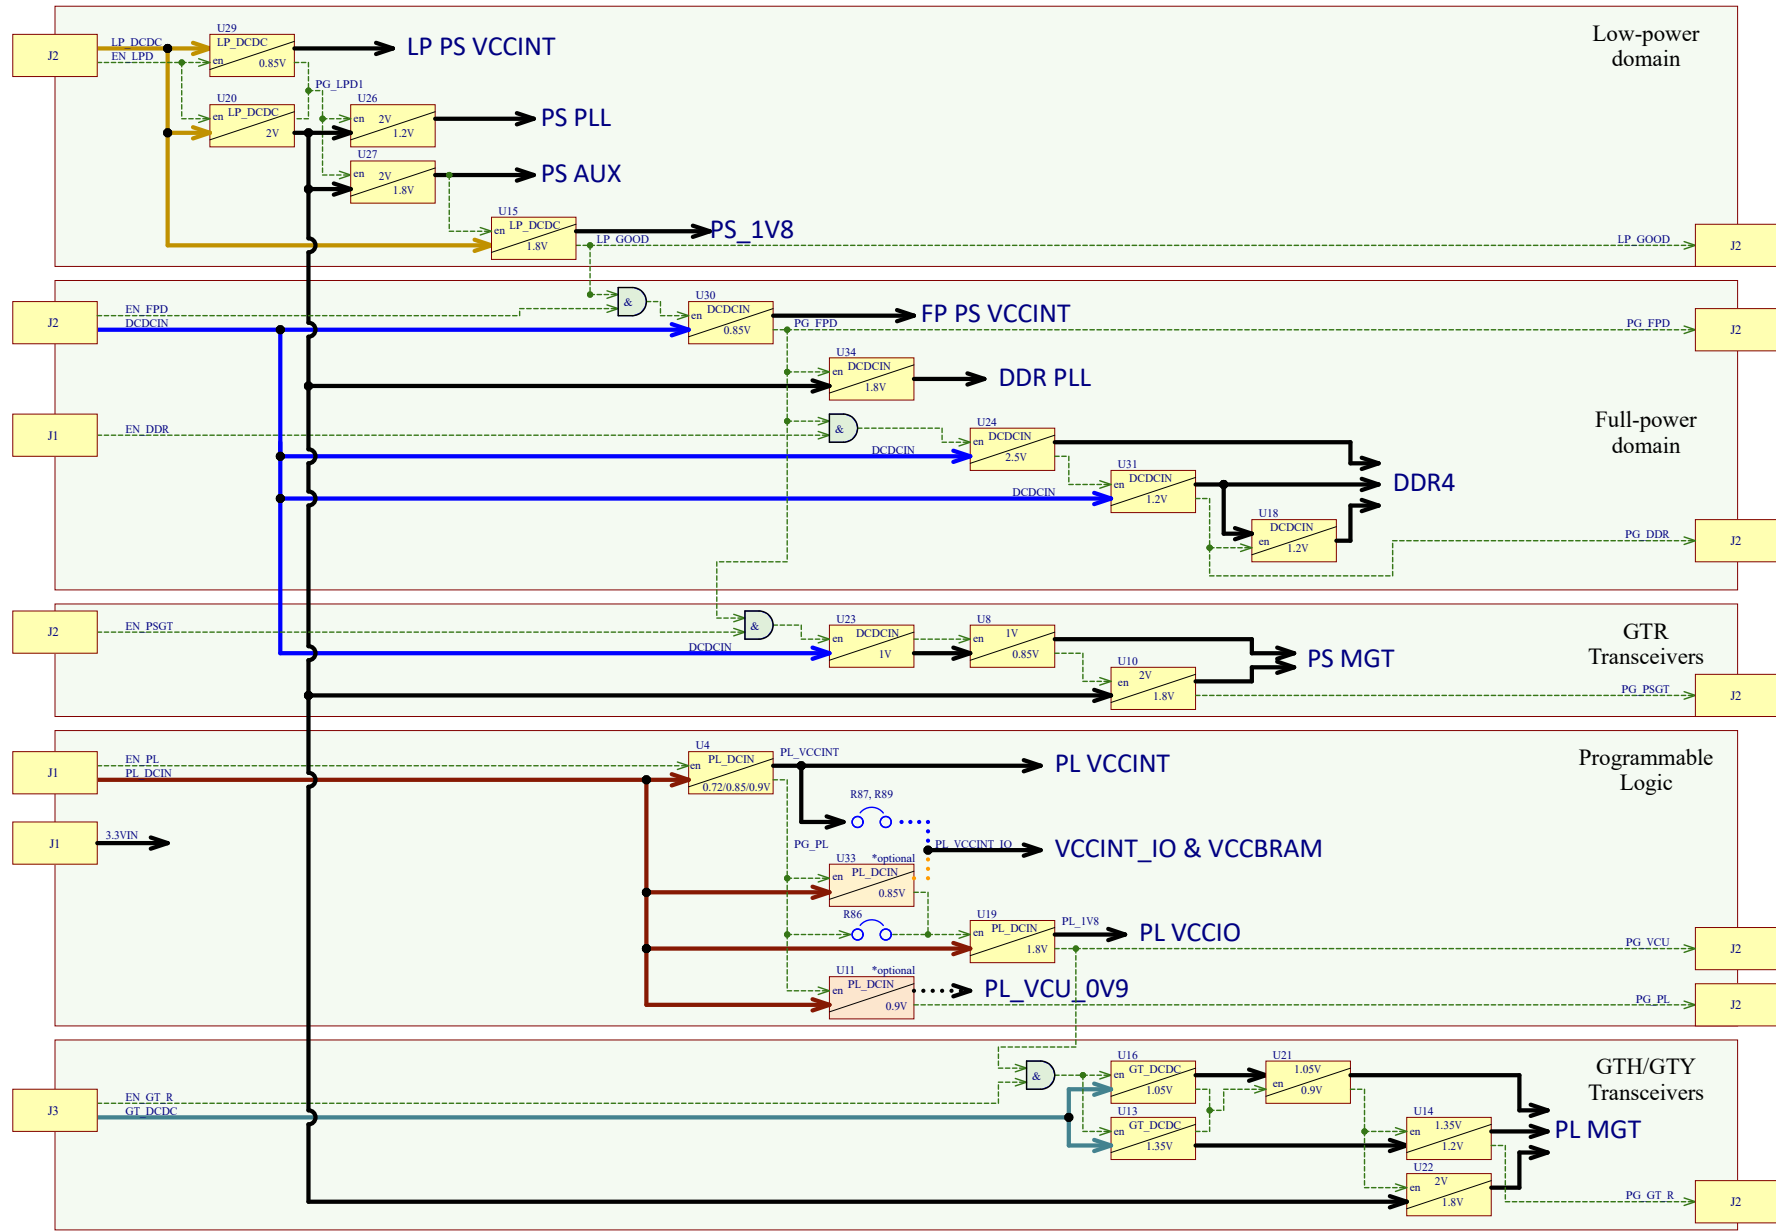 Low-power
domain
J2
LP_DCDC
EN_LPD
U29
LP_DCDC
en
0.85V
LP PS VCCINT
PG_LPD1
U20
en
LP_DCDC
2V
U26
en
2V
1.2V
PS PLL
U27
en
2V
1.8V
PS AUX
U15
en
LP_DCDC
1.8V
PS_1V8
LP_GOOD
LP_GOOD
J2
Full-power
domain
J2
EN_FPD
DCDCIN
&
U30
DCDCIN
en
0.85V
FP PS VCCINT
PG_FPD
PG_FPD
J2
U34
DCDCIN
en
1.8V
DDR PLL
J1
EN_DDR
&
DCDCIN
U24
DCDCIN
en
2.5V
DCDCIN
U31
DCDCIN
en
1.2V
DDR4
U18
DCDCIN
en
1.2V
PG_DDR
J2
GTR
Transceivers
J2
EN_PSGT
&
DCDCIN
U23
DCDCIN
en
1V
U8
1V
en
0.85V
U10
2V
en
1.8V
PS MGT
PG_PSGT
J2
Programmable
Logic
J1
EN_PL
PL_DCIN
U4
PL_DCIN
en
0.72/0.85/0.9V
PL_VCCINT
PL VCCINT
R87, R89
J1
3.3VIN
PG_PL
PL_VCCINT_IO
VCCINT_IO & VCCBRAM
U33 *optional
PL_DCIN
en
0.85V
R86
U19
PL_DCIN
en
1.8V
PL_1V8
PL VCCIO
PG_VCU
J2
U11 *optional
PL_DCIN
en
0.9V
PL_VCU_0V9
PG_PL
J2
GTH/GTY
Transceivers
J3
EN_GT_R
GT_DCDC
&
U16
GT_DCDC
en
1.05V
U21
1.05V
en
0.9V
U13
GT_DCDC
en
1.35V
U14
1.35V
en
1.2V
PL MGT
U22
2V
en
1.8V
PG_GT_R
J2